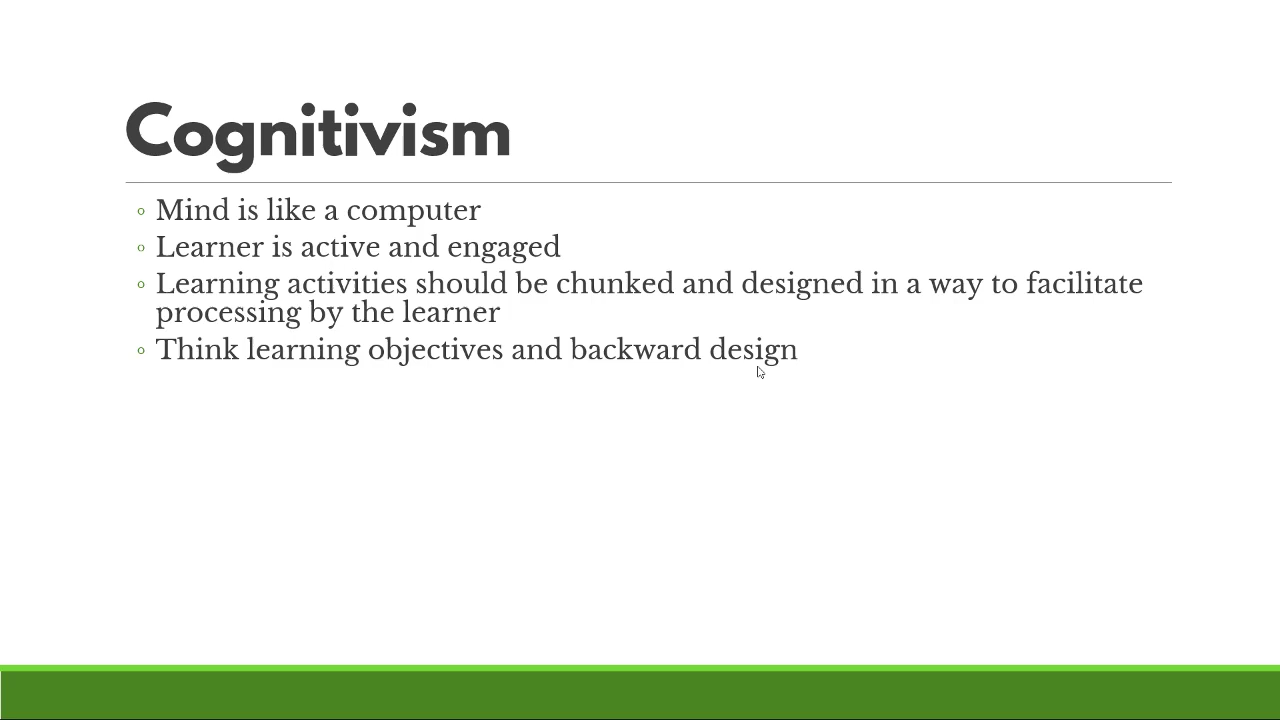 Cognitivism
◦ Mind is like a computer
◦ Learner is active and engaged
◦ Learning activities should be chunked and designed in a way to facilitate
processing by the learner
◦ Think learning objectives and backward design